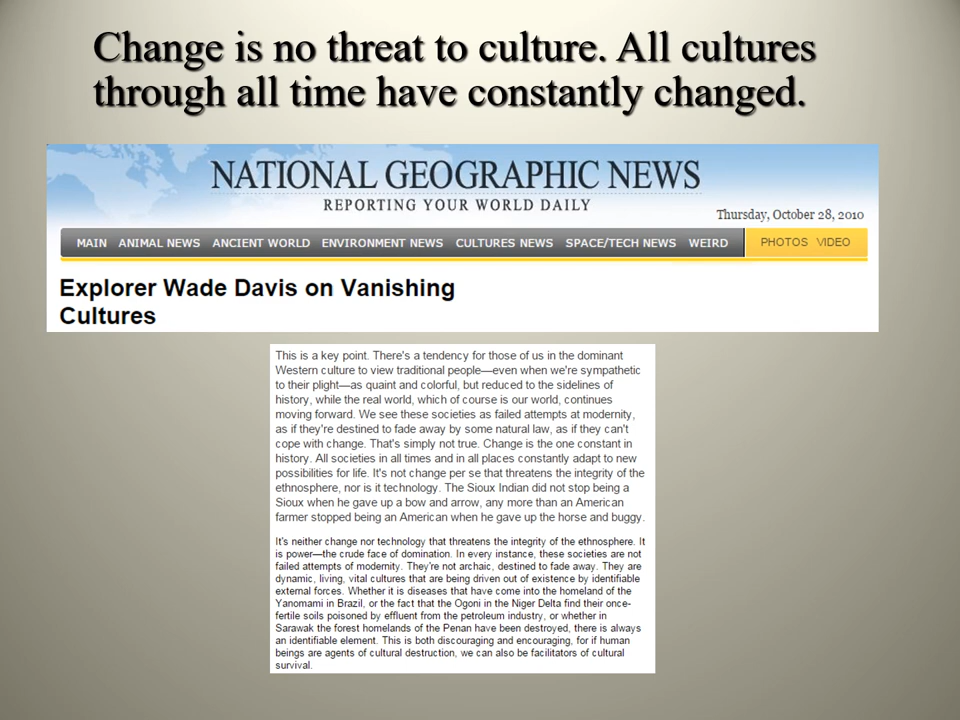 Change is no threat to culture. All cultures
through all time have constantly changed.
NATIONAL GEOGRAPHIC NEWS
REPORTING YOUR WORLD DAILY
Thursday, October 28, 2010
MAIN ANIMAL NEWS ANCIENT WORLD ENVIRONMENT NEWS CULTURES NEWS SPACE/TECH NEWS WEIRD PHOTOS VIDEO
Explorer Wade Davis on Vanishing
Cultures
This is a key point. There's a tendency for those of us in the dominant
Western culture to view traditional people—even when we're sympathetic
to their plight—as quaint and colorful, but reduced to the sidelines of
history, while the real world, which of course is our world, continues
moving forward. We see these societies as failed attempts at modernity,
as if they're destined to fade away by some natural law, as if they can't
cope with change. That's simply not true. Change is the one constant in
history. All societies in all times and in all places constantly adapt to new
possibilities for life. It's not change per se that threatens the integrity of the
ethnosphere, nor is it technology. The Sioux Indian did not stop being a
Sioux when he gave up a bow and arrow, any more than an American
farmer stopped being an American when he gave up the horse and buggy.
It's neither change nor technology that threatens the integrity of the ethnosphere. It
is power—the crude face of domination. In every instance, these societies are not
failed attempts of modernity. They're not archaic, destined to fade away. They are
dynamic, living, vital cultures that are being driven out of existence by identifiable
external forces. Whether it is diseases that have come into the homeland of the
Yanomami in Brazil, or the fact that the Ogoni in the Niger Delta find their once-
fertile soils poisoned by effluent from the petroleum industry, or whether in
Sarawak the forest homelands of the Penan have been destroyed, there is always
an identifiable element. This is both discouraging and encouraging, for if human
beings are agents of cultural destruction, we can also be facilitators of cultural
survival.